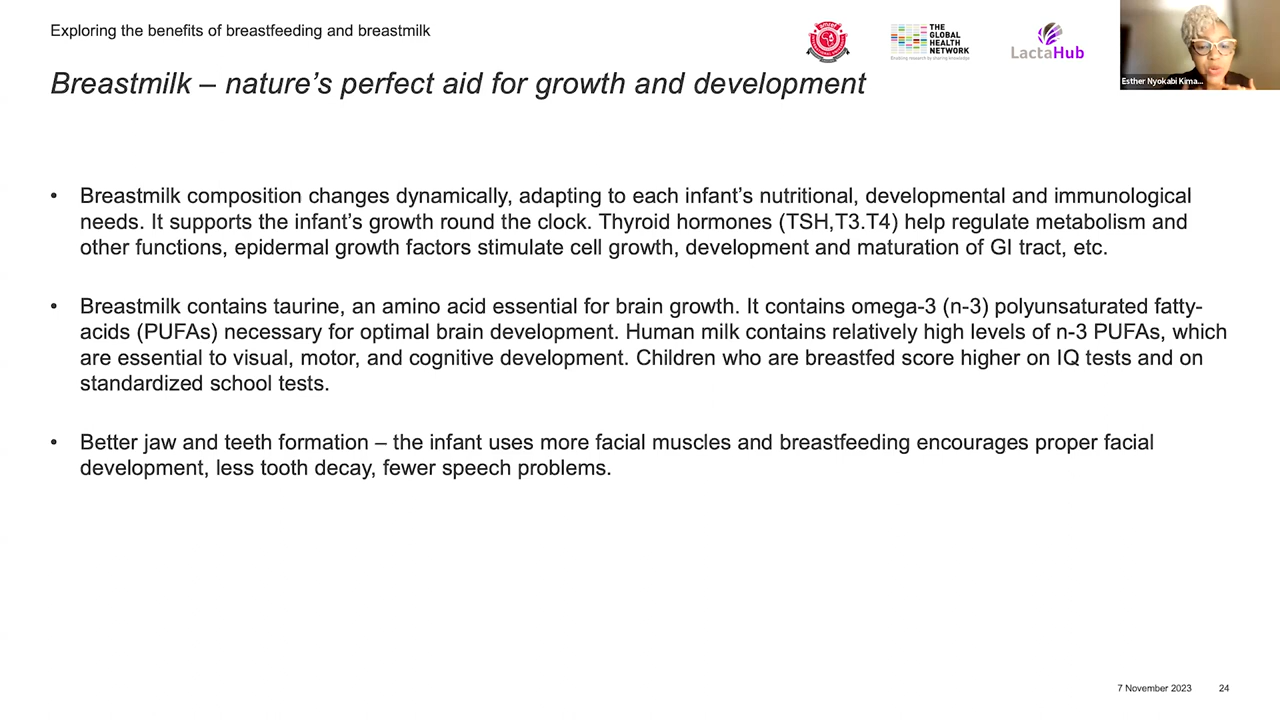 Exploring the benefits of breastfeeding and breastmilk
THE
GLOBAL
HEALTH
NETWORK
Enabling research by sharing knowledge
LactaHub
Esther Nyokabi Kima...
Breastmilk – nature’s perfect aid for growth and development
• Breastmilk composition changes dynamically, adapting to each infant’s nutritional, developmental and immunological
needs. It supports the infant’s growth round the clock. Thyroid hormones (TSH,T3.T4) help regulate metabolism and
other functions, epidermal growth factors stimulate cell growth, development and maturation of GI tract, etc.
• Breastmilk contains taurine, an amino acid essential for brain growth. It contains omega-3 (n-3) polyunsaturated fatty-
acids (PUFAs) necessary for optimal brain development. Human milk contains relatively high levels of n-3 PUFAs, which
are essential to visual, motor, and cognitive development. Children who are breastfed score higher on IQ tests and on
standardized school tests.
• Better jaw and teeth formation – the infant uses more facial muscles and breastfeeding encourages proper facial
development, less tooth decay, fewer speech problems.
7 November 2023 24